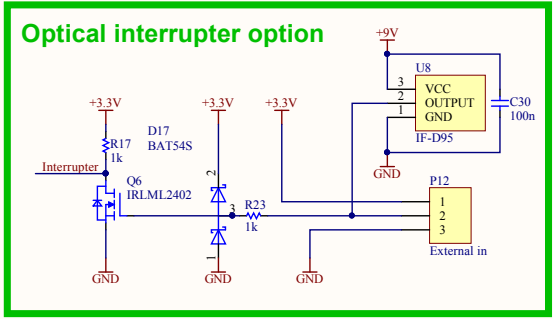 Optical interrupter option
+9V
U8
3
VCC
2
OUTPUT
1
GND
IF-D95
C30
100n
GND
+3.3V
+3.3V
+3.3V
R17
1k
D17
BAT54S
Interrupter
Q6
IRLML2402
2
3
1
R23
1k
P12
1
2
3
External in
GND
GND
GND